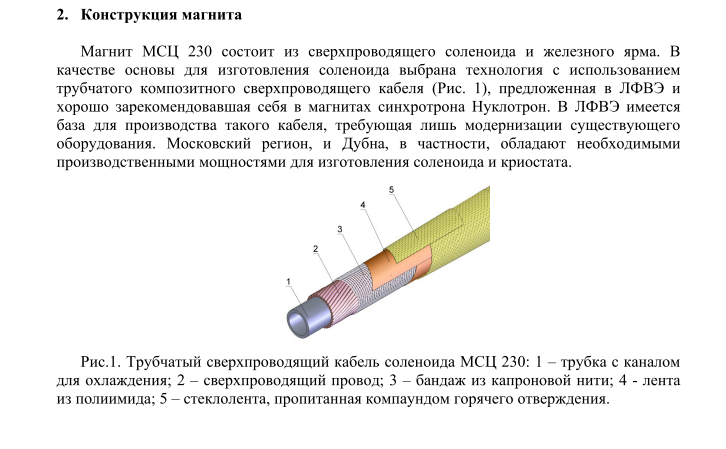 2. Конструкция магнита
Магнит МСЦ 230 состоит из сверхпроводящего соленоида и железного ярма. В
качестве основы для изготовления соленоида выбрана технология с использованием
трубчатого композитного сверхпроводящего кабеля (Рис. 1), предложенная в ЛФВЭ и
хорошо зарекомендовавшая себя в магнитах синхротрона Нуклотрон. В ЛФВЭ имеется
база для производства такого кабеля, требующая лишь модернизации существующего
оборудования. Московский регион, и Дубна, в частности, обладают необходимыми
производственными мощностями для изготовления соленоида и криостата.
5
4
3
2
1
Рис.1. Трубчатый сверхпроводящий кабель соленоида МСЦ 230: 1 – трубка с каналом
для охлаждения; 2 – сверхпроводящий провод; 3 – бандаж из капроновой нити; 4 - лента
из полиимида; 5 – стеклолента, пропитанная компаундом горячего отверждения.